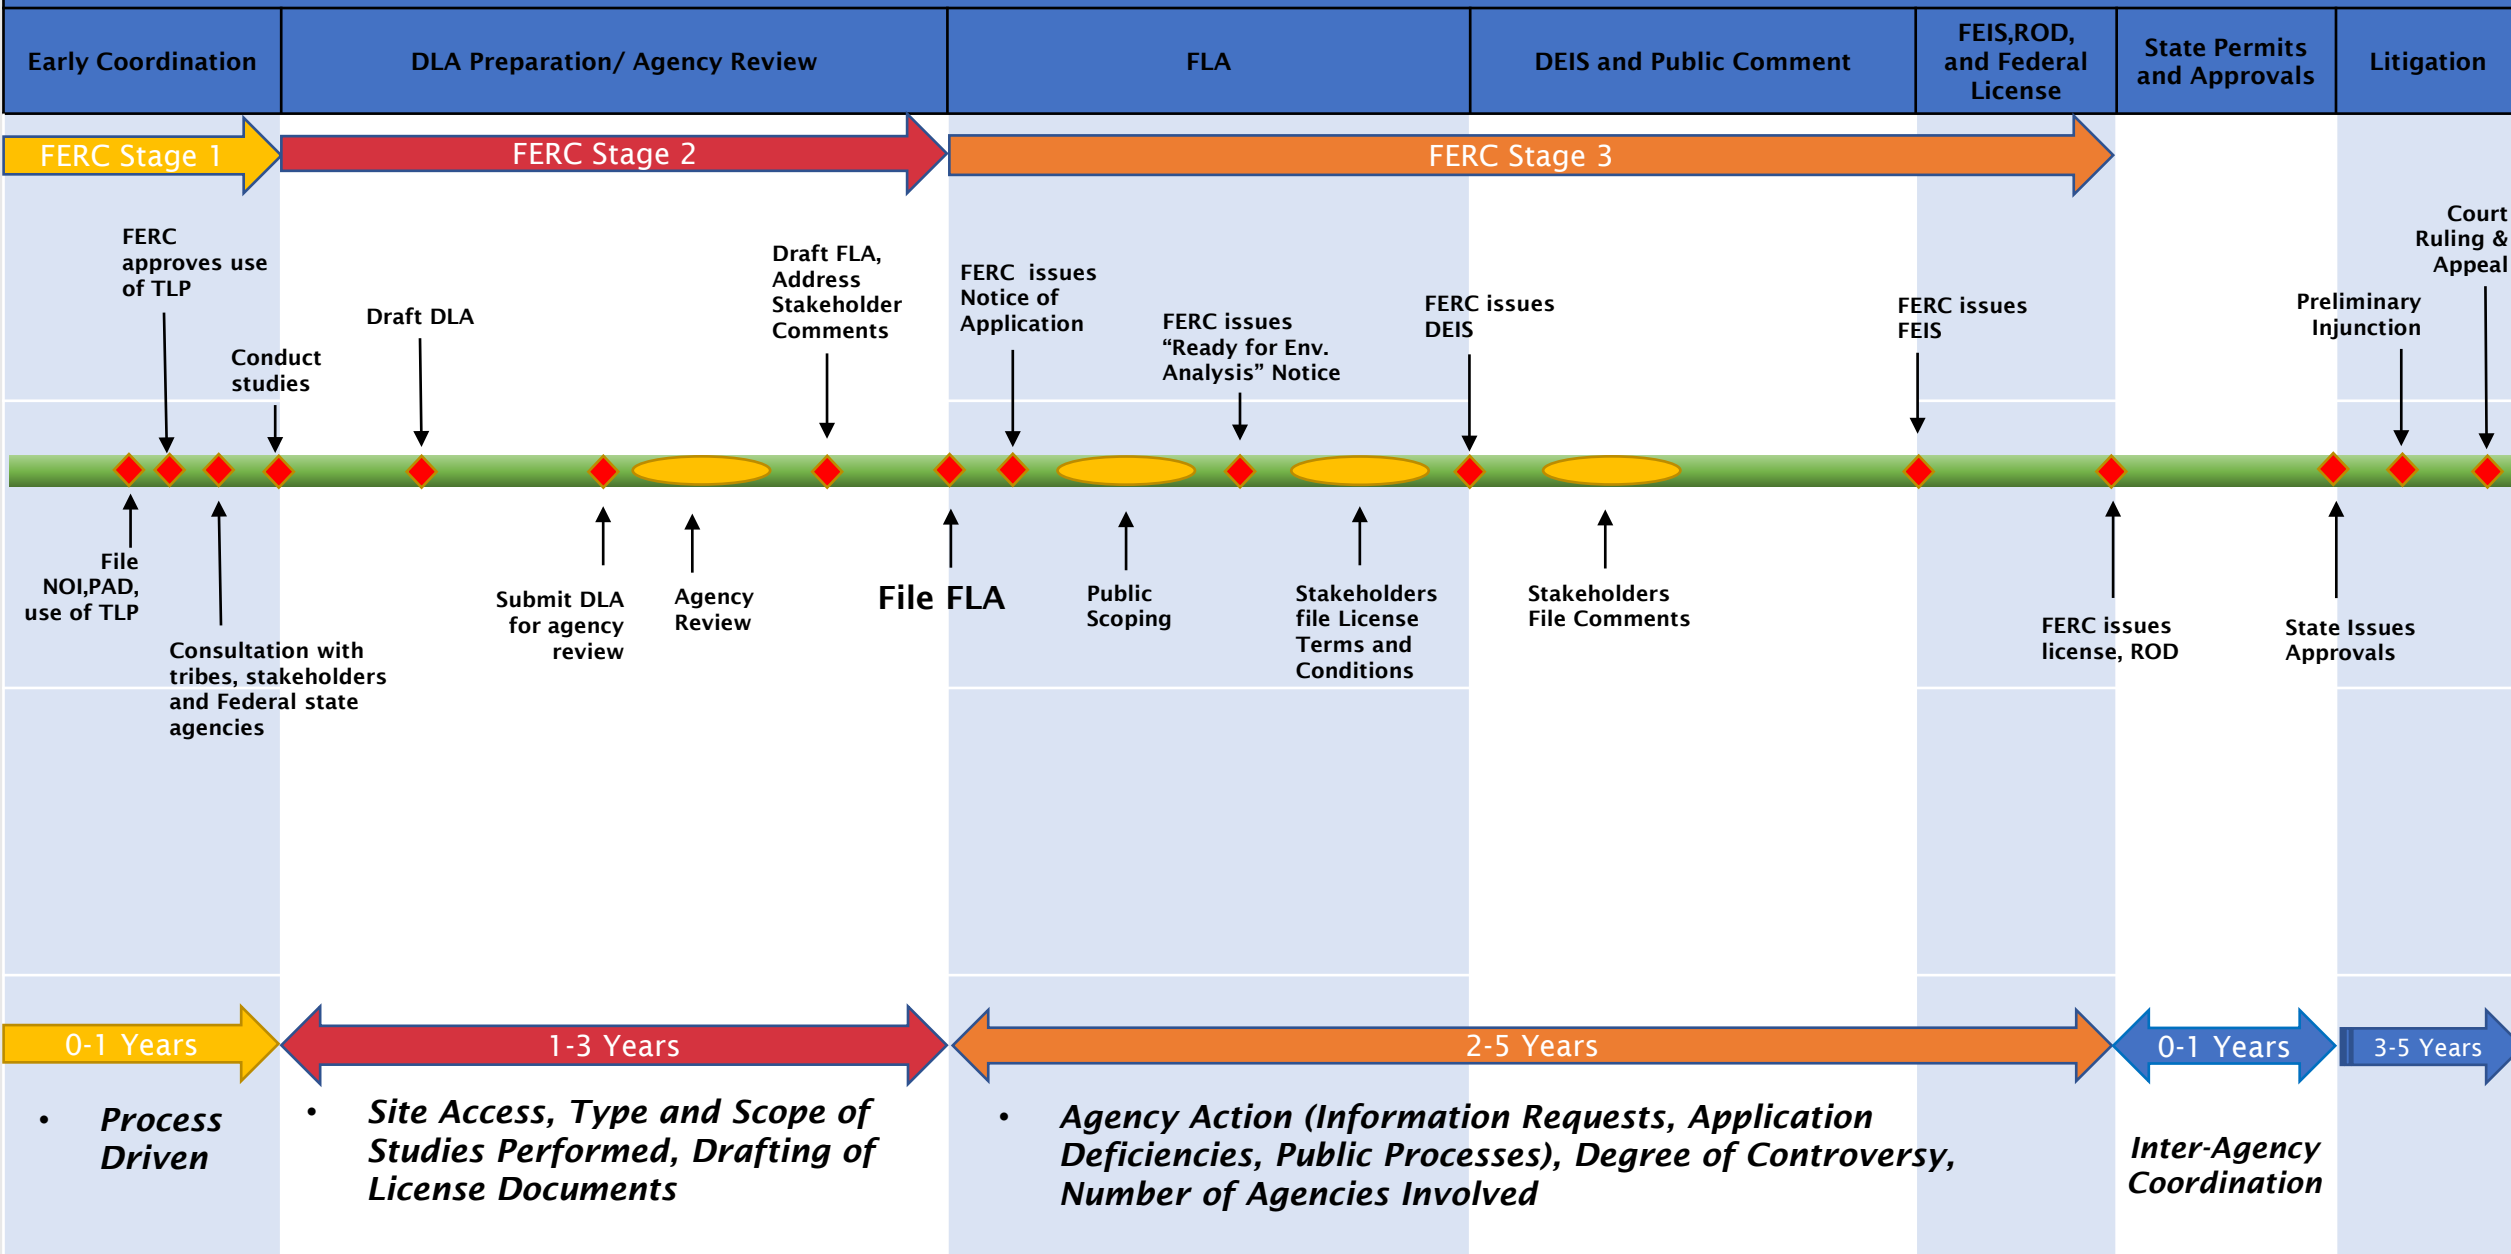 Early Coordination
DLA Preparation/ Agency Review
FLA
DEIS and Public Comment
FEIS,ROD,
and Federal
License
State Permits
and Approvals
Litigation
FERC Stage 1
FERC Stage 2
FERC Stage 3
FERC
approves use
of TLP
Conduct
studies
Draft DLA
Draft FLA,
Address
Stakeholder
Comments
FERC issues
Notice of
Application
FERC issues
“Ready for Env.
Analysis” Notice
FERC issues
DEIS
FERC issues
FEIS
Preliminary
Injunction
Court
Ruling &
Appeal
File
NOI,PAD,
use of TLP
Consultation with
tribes, stakeholders
and Federal state
agencies
Submit DLA
for agency
review
Agency
Review
File FLA
Public
Scoping
Stakeholders
file License
Terms and
Conditions
Stakeholders
File Comments
FERC issues
license, ROD
State Issues
Approvals
0-1 Years
1-3 Years
2-5 Years
0-1 Years
3-5 Years
• Process
Driven
• Site Access, Type and Scope of
Studies Performed, Drafting of
License Documents
• Agency Action (Information Requests, Application
Deficiencies, Public Processes), Degree of Controversy,
Number of Agencies Involved
Inter-Agency
Coordination